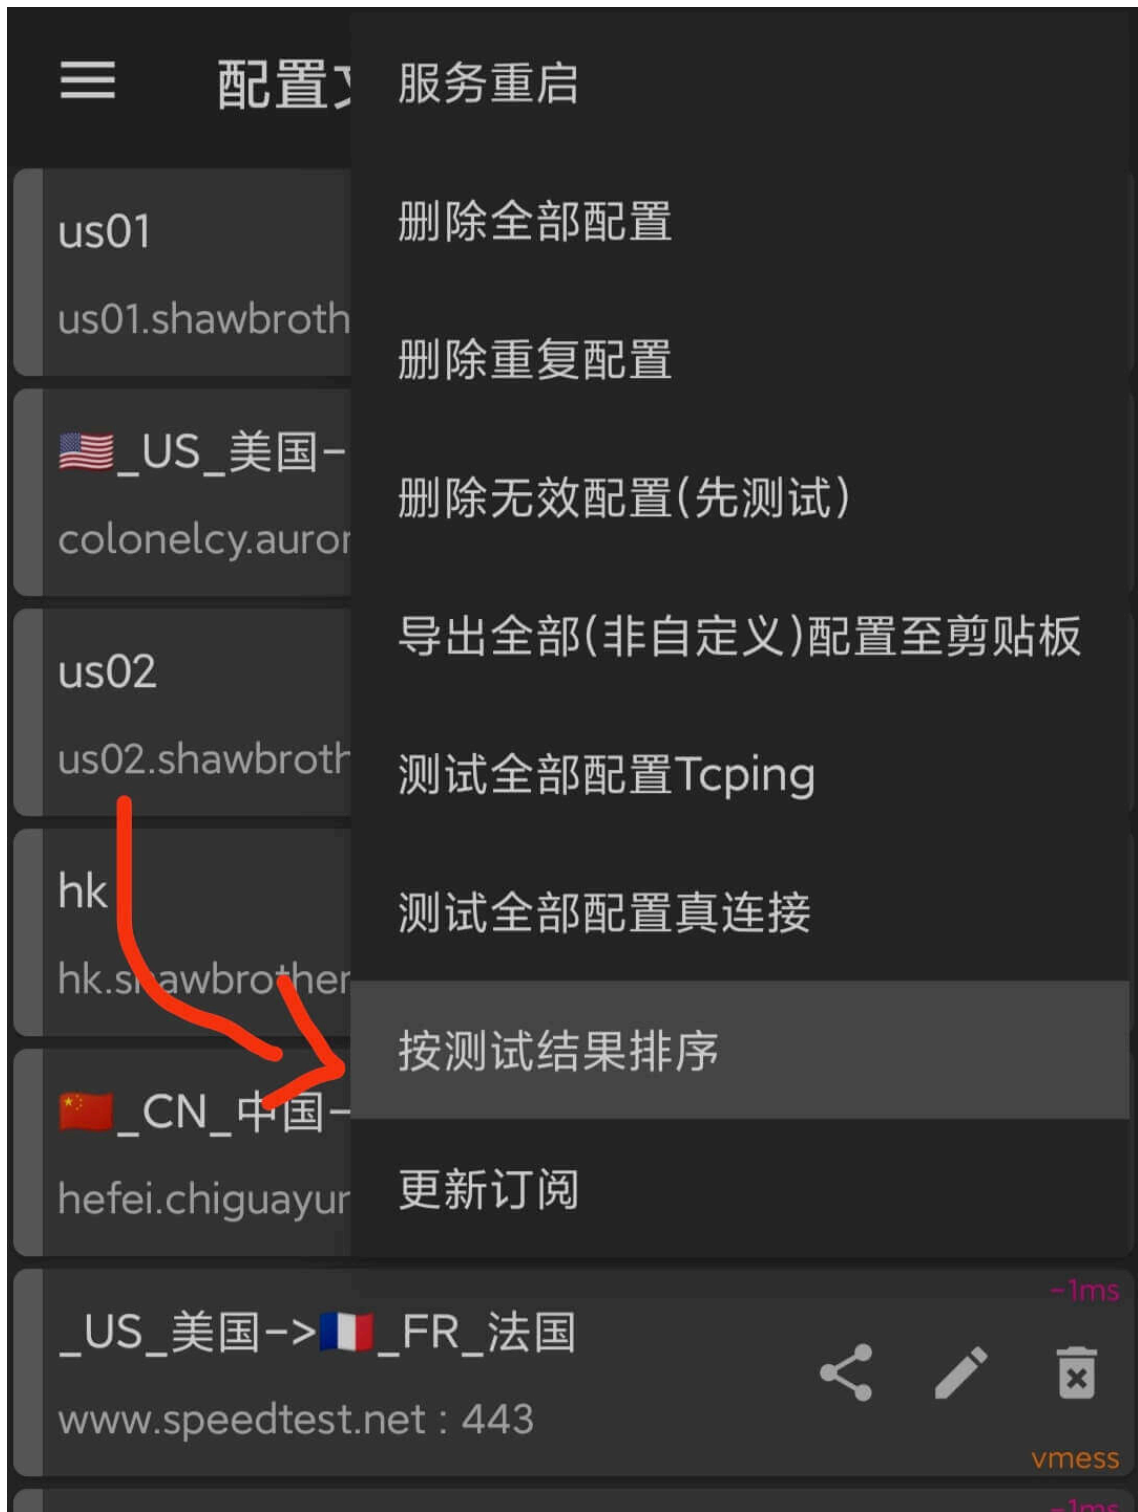 配置文
服务重启
删除全部配置
删除重复配置
删除无效配置(先测试)
导出全部(非自定义)配置至剪贴板
测试全部配置Tcping
测试全部配置真连接
按测试结果排序
更新订阅
us01
us01.shawbroth
_US_美国-
colonelcy.auror
us02
us02.shawbroth
hk
hk.shawbrother
_CN_中国-
hefei.chiguayun
-1ms
_US_美国->_FR_法国
www.speedtest.net : 443
vmess
-1ms